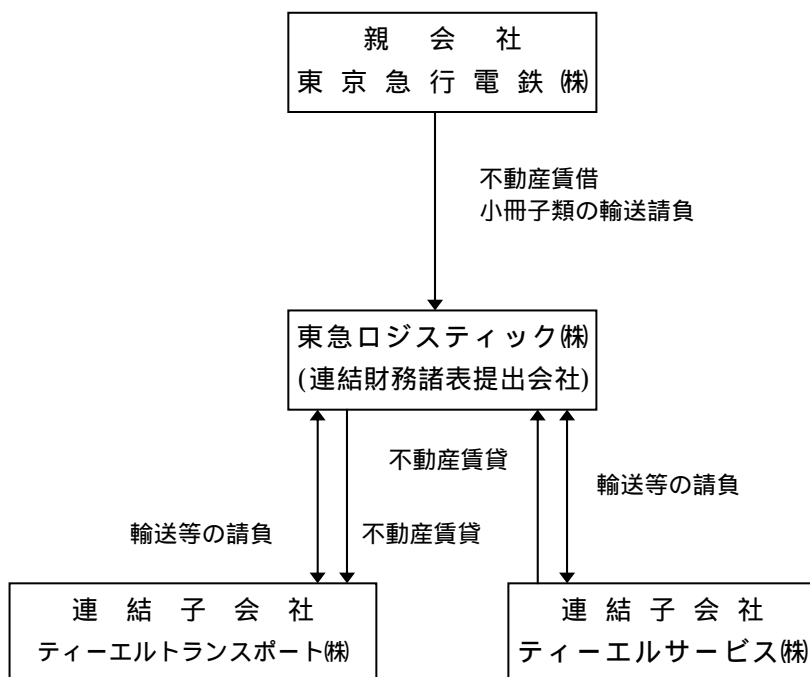 親会社
東京急行電鉄㈱
不動産賃借
小冊子類の輸送請負
東急ロジスティック㈱
(連結財務諸表提出会社)
不動産賃貸
輸送等の請負
輸送等の請負
不動産賃貸
連結子会社
ティーエルトランスポート㈱
連結子会社
ティーエルサービス㈱